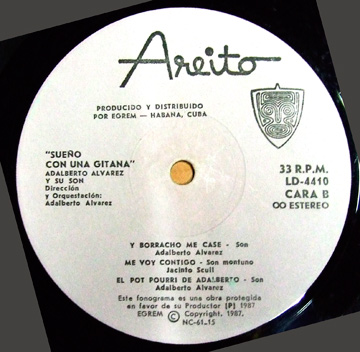 Areito
PRODUCIDO Y DISTRIBUIDO
POR EGREM — HABANA, CUBA
"SUEÑO
CON UNA GITANA"
ADALBERTO ALVAREZ
Y SU SON
Dirección
y Orquestación:
Adalberto Alvarez
33 R.P.M.
LD-4410
CARA B
OO ESTEREO
Y BORRACHO ME CASE - Son
Adalberto Alvarez
ME VOY CONTIGO - Son montuno
Jacinto Scull
EL POT POURRI DE ADALBERTO - Son
Adalberto Alvarez
Este fonograma es una obra protegida
en favor de su Productor [P] 1987
EGREM © Copyright. 1987.
NC-61.15